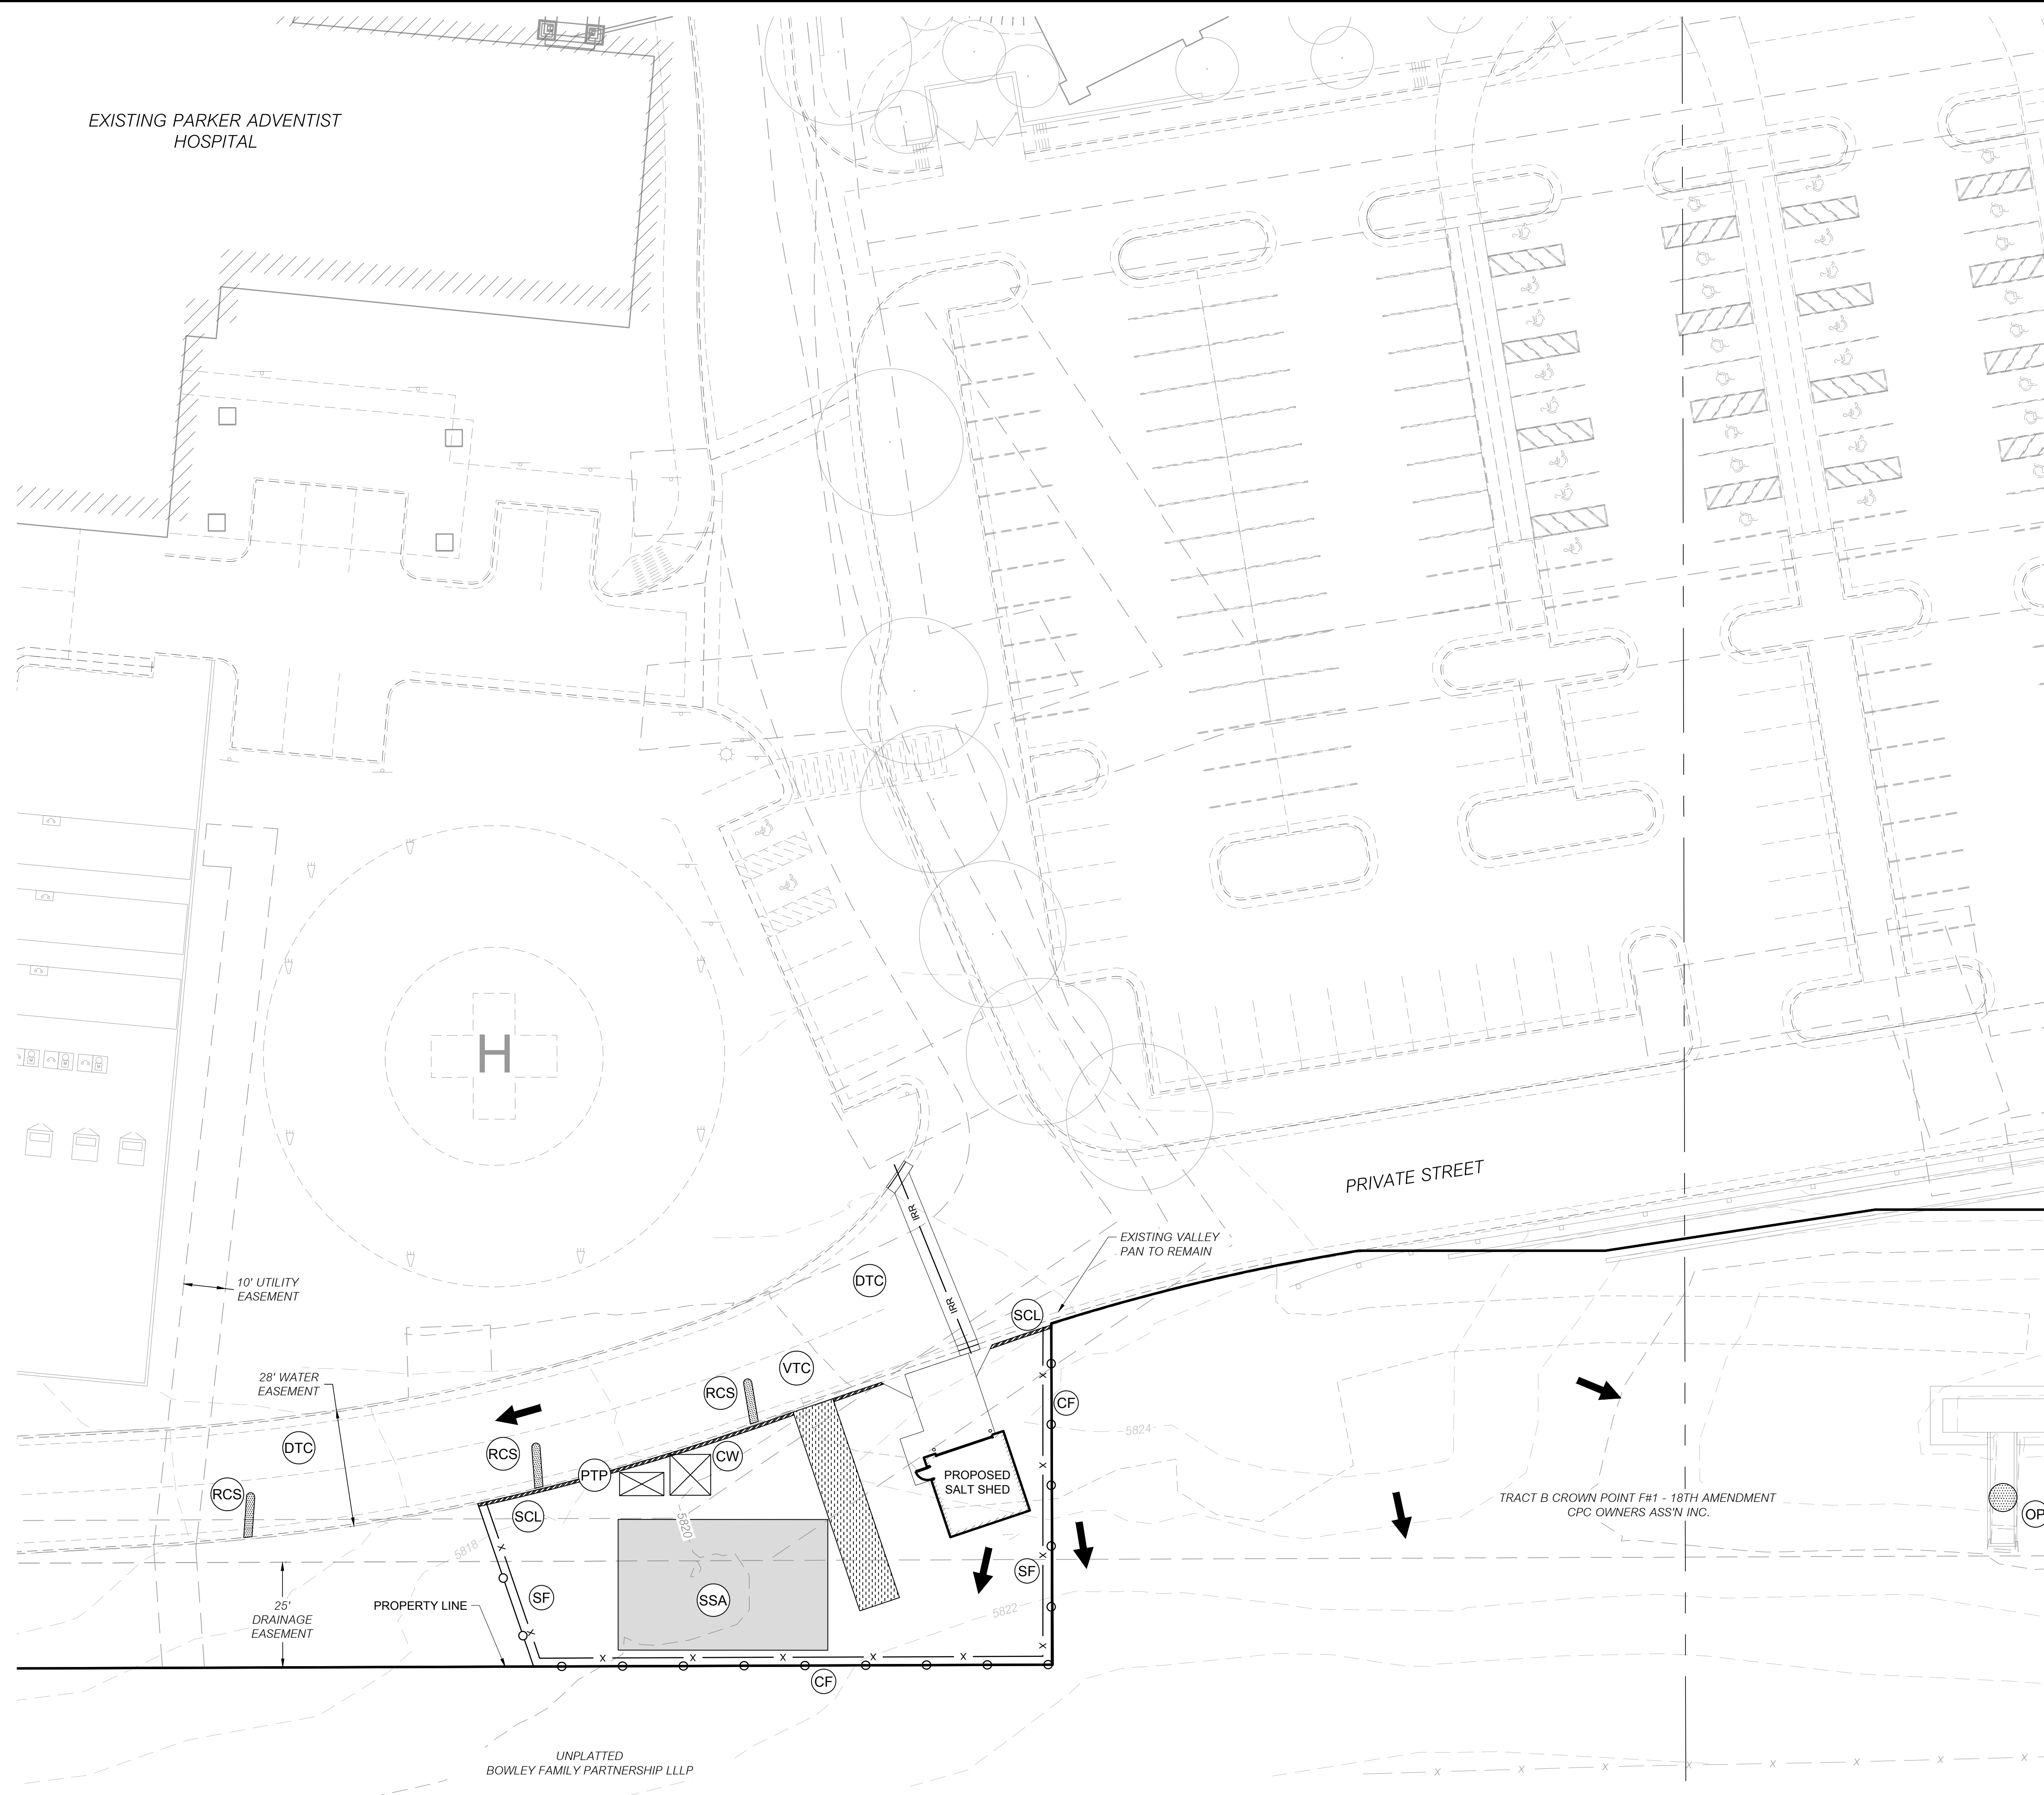 EXISTING PARKER ADVENTIST
HOSPITAL
H
PRIVATE STREET
IRR
IRR
EXISTING VALLEY
PAN TO REMAIN
10' UTILITY
EASEMENT
DTC
SCL
VTC
28' WATER
EASEMENT
RCS
CF
DTC
RCS
CW
5824
PTP
PROPOSED
SALT SHED
RCS
SCL
TRACT B CROWN POINT F#1 - 18TH AMENDMENT
CPC OWNERS ASS'N INC.
OP
5820
5818
SF
SF
SSA
PROPERTY LINE
25'
DRAINAGE
EASEMENT
5822
X
X
X
X
X
X
X
X
X
X
X
CF
UNPLATTED
BOWLEY FAMILY PARTNERSHIP LLLP
X
X
X
X
X
X
X
X